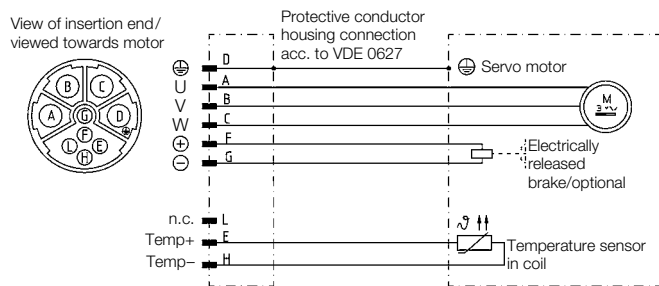 View of insertion end/
viewed towards motor
Protective conductor
housing connection
acc. to VDE 0627
B C
A G D
F
L E
H
D
Servo motor
U A
V B
W C
M
3
F
G
Electrically
released
brake/optional
n.c. L
Temp+ E
Temp– H
ϑ
Temperature sensor
in coil